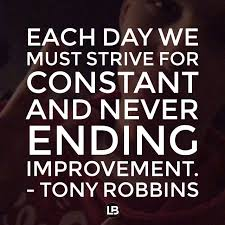 EACH DAY WE
MUST STRIVE FOR
CONSTANT
AND NEVER
ENDING
IMPROVEMENT.
- TONY ROBBINS
LB